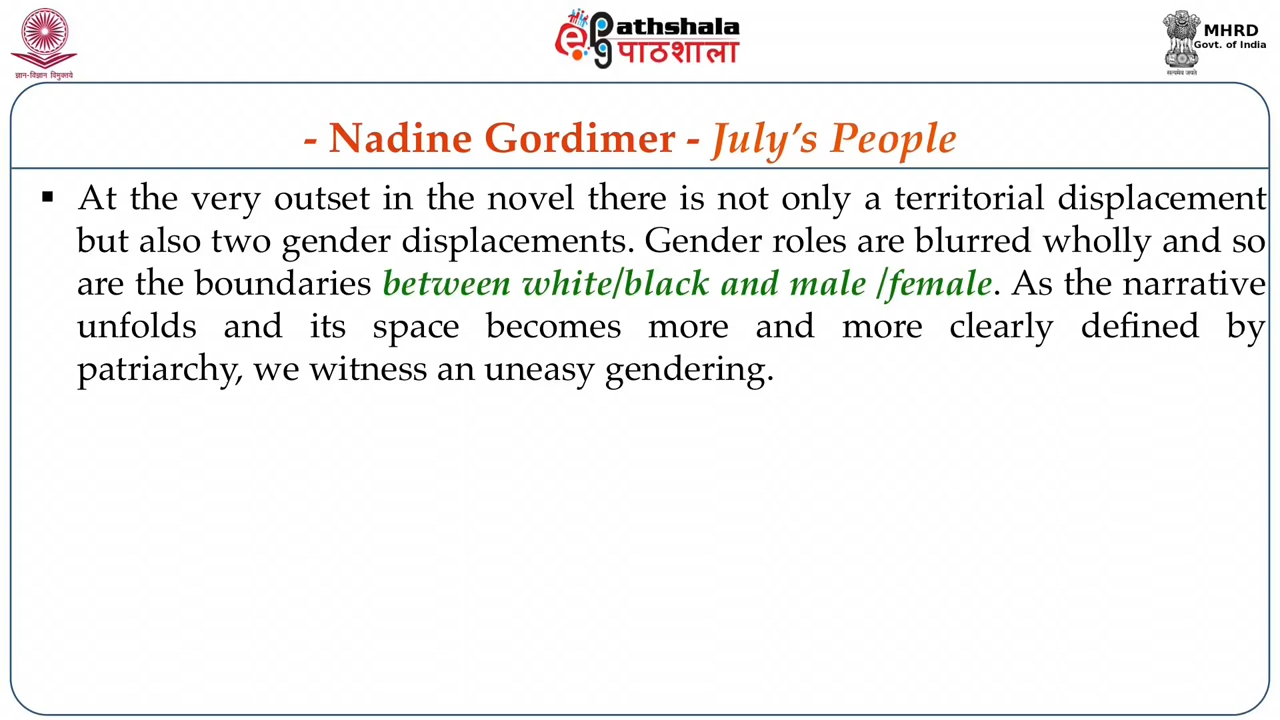 ज्ञान-विज्ञान विमुक्तये
ePathshala
पाठशाला
MHRD
Govt. of India
सत्यमेव जयते
- Nadine Gordimer - July’s People
▪ At the very outset in the novel there is not only a territorial displacement
but also two gender displacements. Gender roles are blurred wholly and so
are the boundaries between white/black and male /female. As the narrative
unfolds and its space becomes more and more clearly defined by
patriarchy, we witness an uneasy gendering.